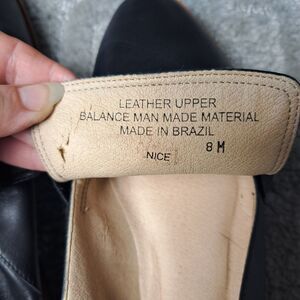 LEATHER UPPER
BALANCE MAN MADE MATERIAL
MADE IN BRAZIL
NICE 8 M